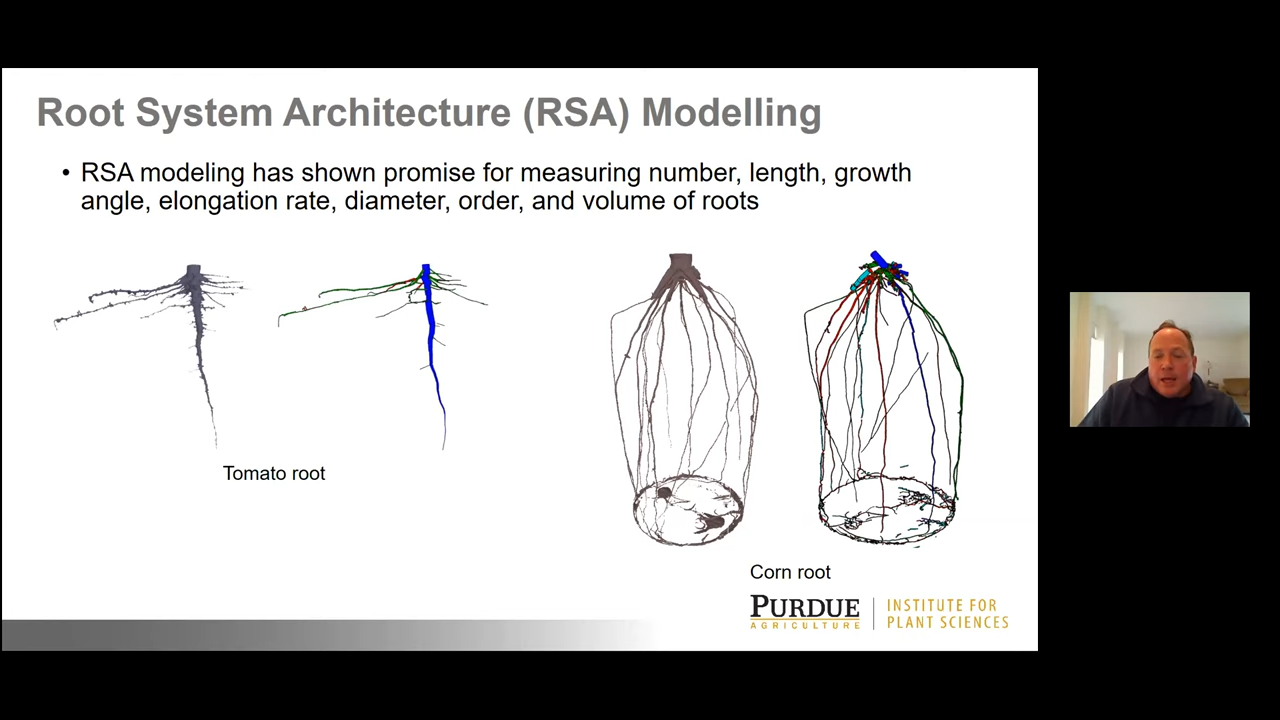 Root System Architecture (RSA) Modelling
• RSA modeling has shown promise for measuring number, length, growth
angle, elongation rate, diameter, order, and volume of roots
Tomato root
Corn root
PURDUE
AGRICULTURE
INSTITUTE FOR
PLANT SCIENCES